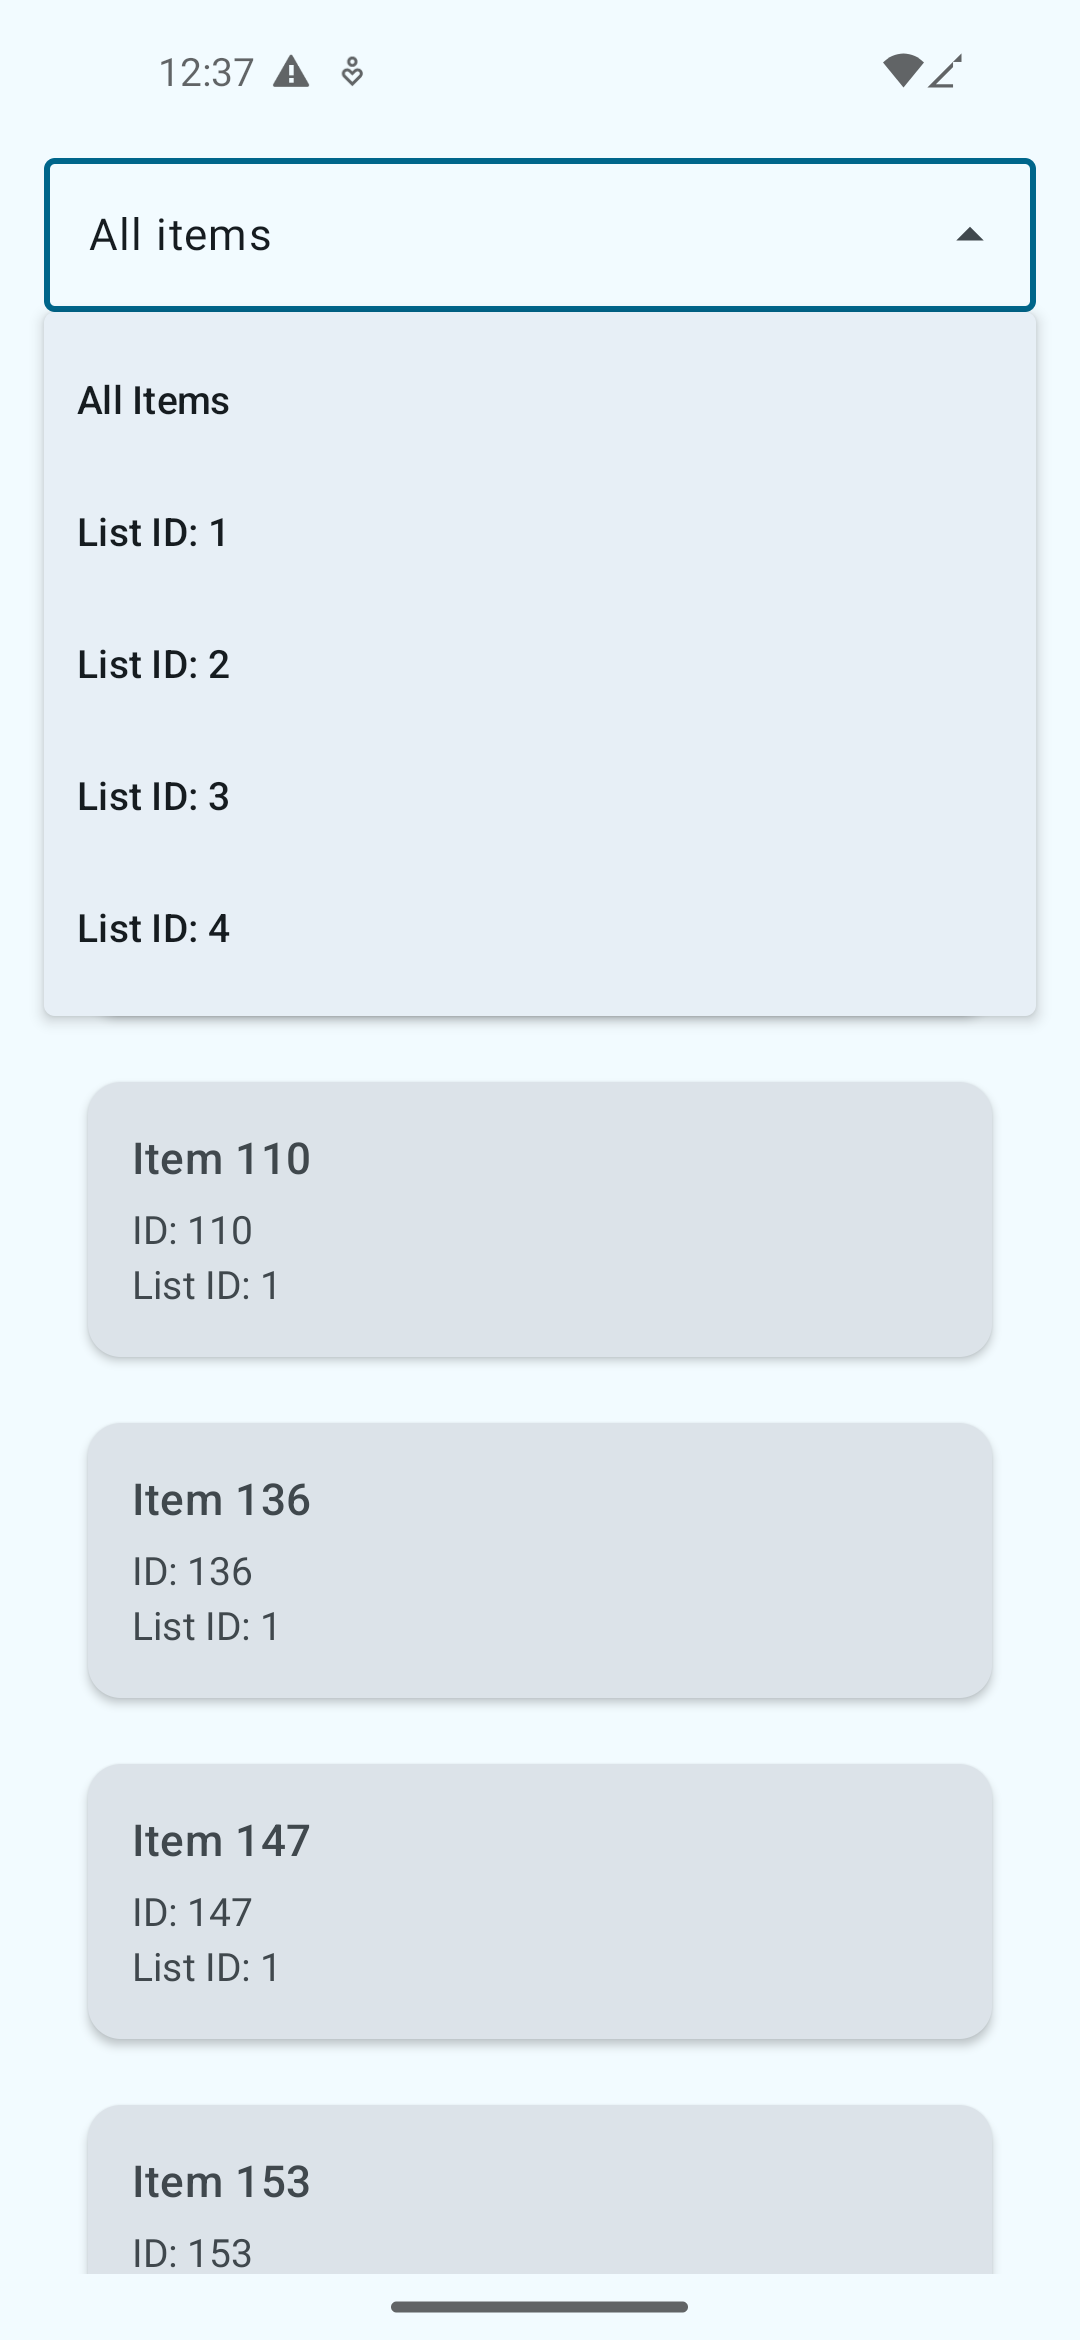 12:37
All items
All Items
List ID: 1
List ID: 2
List ID: 3
List ID: 4
Item 110
ID: 110
List ID: 1
Item 136
ID: 136
List ID: 1
Item 147
ID: 147
List ID: 1
Item 153
ID: 153